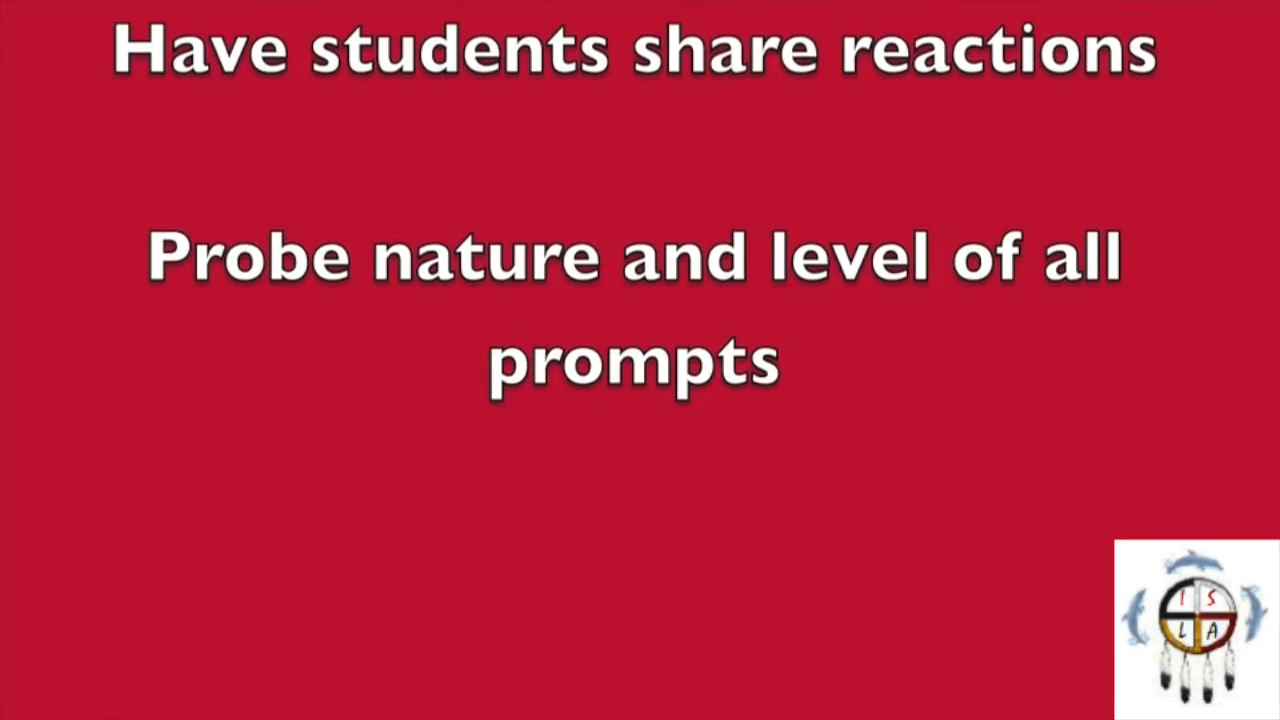 Have students share reactions
Probe nature and level of all
prompts
I S
L A